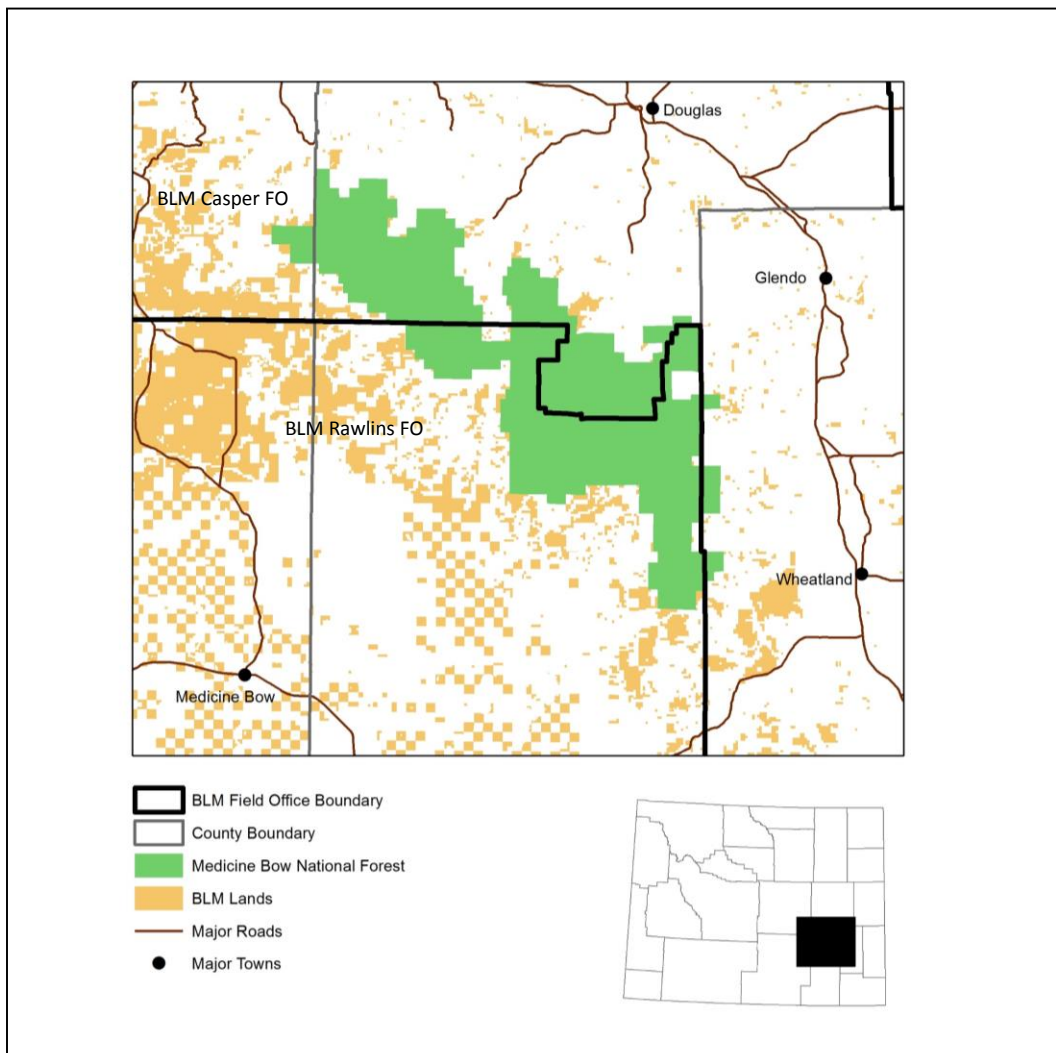 Douglas
BLM Casper FO
Glendo
BLM Rawlins FO
Wheatland
Medicine Bow
BLM Field Office Boundary
County Boundary
Medicine Bow National Forest
BLM Lands
Major Roads
Major Towns